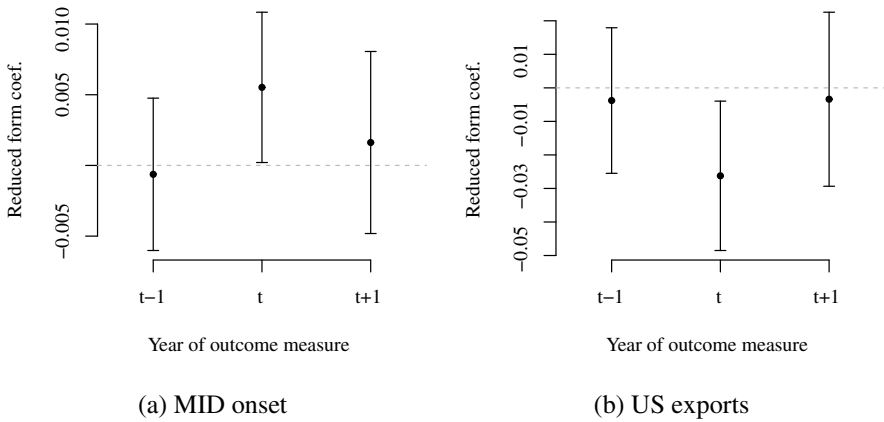 Reduced form coef.
0.010
0.005
−0.005
t−1
t
t+1
Year of outcome measure
(a) MID onset
Reduced form coef.
0.01
−0.01
−0.03
−0.05
t−1
t
t+1
Year of outcome measure
(b) US exports